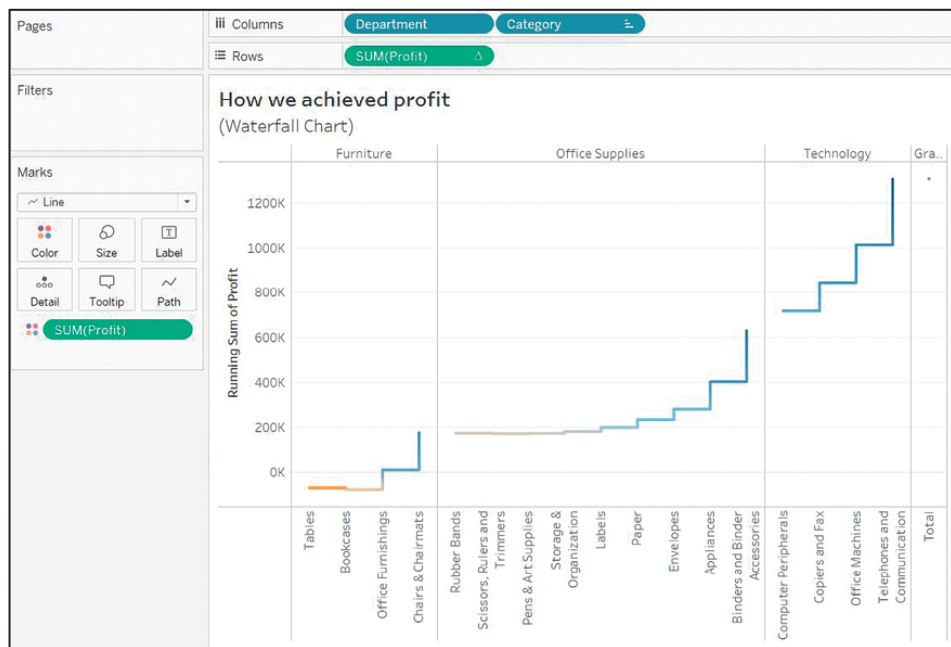 Pages
Filters
Marks
Line
Color
Size
Label
Detail
Tooltip
Path
SUM(Profit)
Columns
Department
Category
Rows
SUM(Profit)
How we achieved profit
(Waterfall Chart)
Furniture
Office Supplies
Technology
Gra..
Running Sum of Profit
1200K
1000K
800K
600K
400K
200K
0K
Tables
Bookcases
Office Furnishings
Chairs & Chairmats
Rubber Bands
Scissors, Rulers and
Trimmers
Pens & Art Supplies
Storage &
Organization
Labels
Paper
Envelopes
Appliances
Binders and Binder
Accessories
Computer Peripherals
Copiers and Fax
Office Machines
Telephones and
Communication
Total